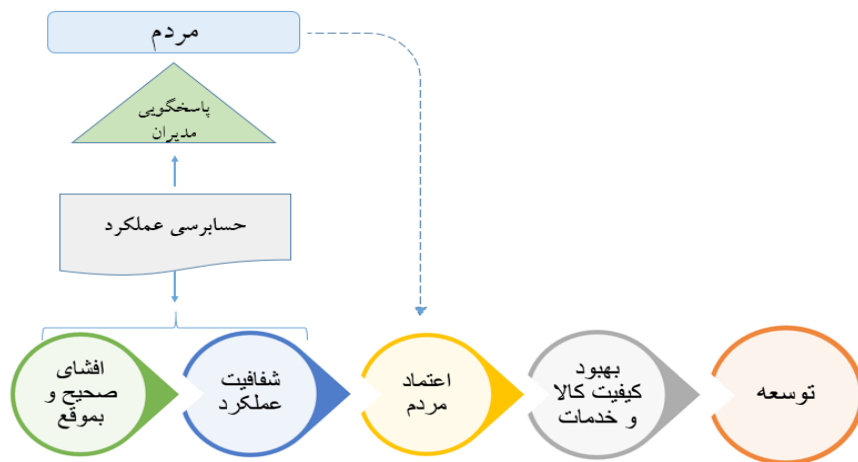 مردم
پاسخگویی
مدیران
حسابرسی عملکرد
افشای
صحیح و
بموقع
شفافیت
عملکرد
اعتماد
مردم
بهبود
کیفیت کالا
و خدمات
توسعه